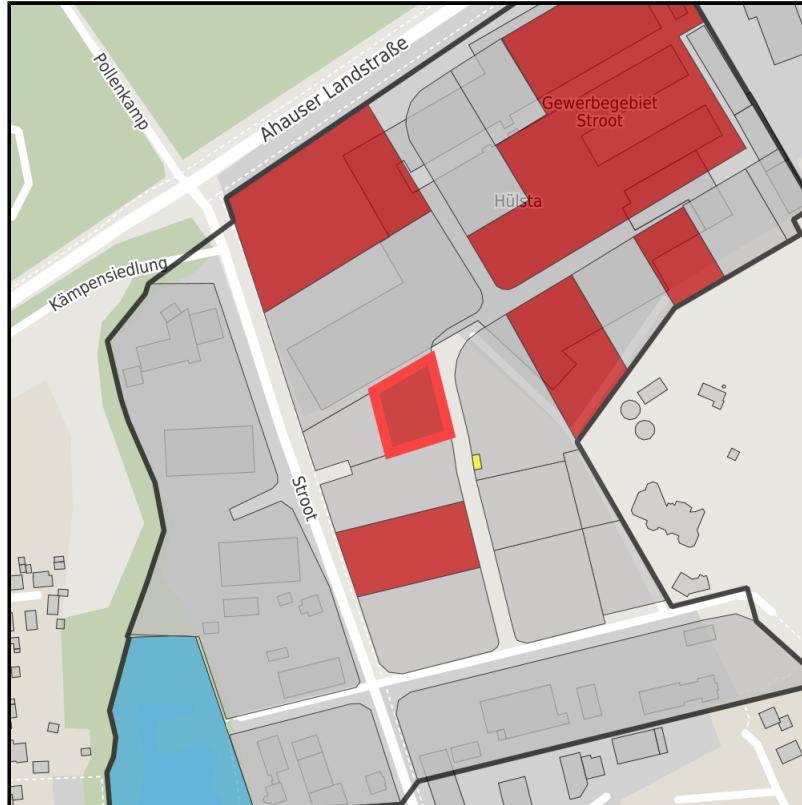 Pollenkamp
Ahauser Landstraße
Gewerbegebiet
Stroot
Hülsta
Kämpensiedlung
Stroot